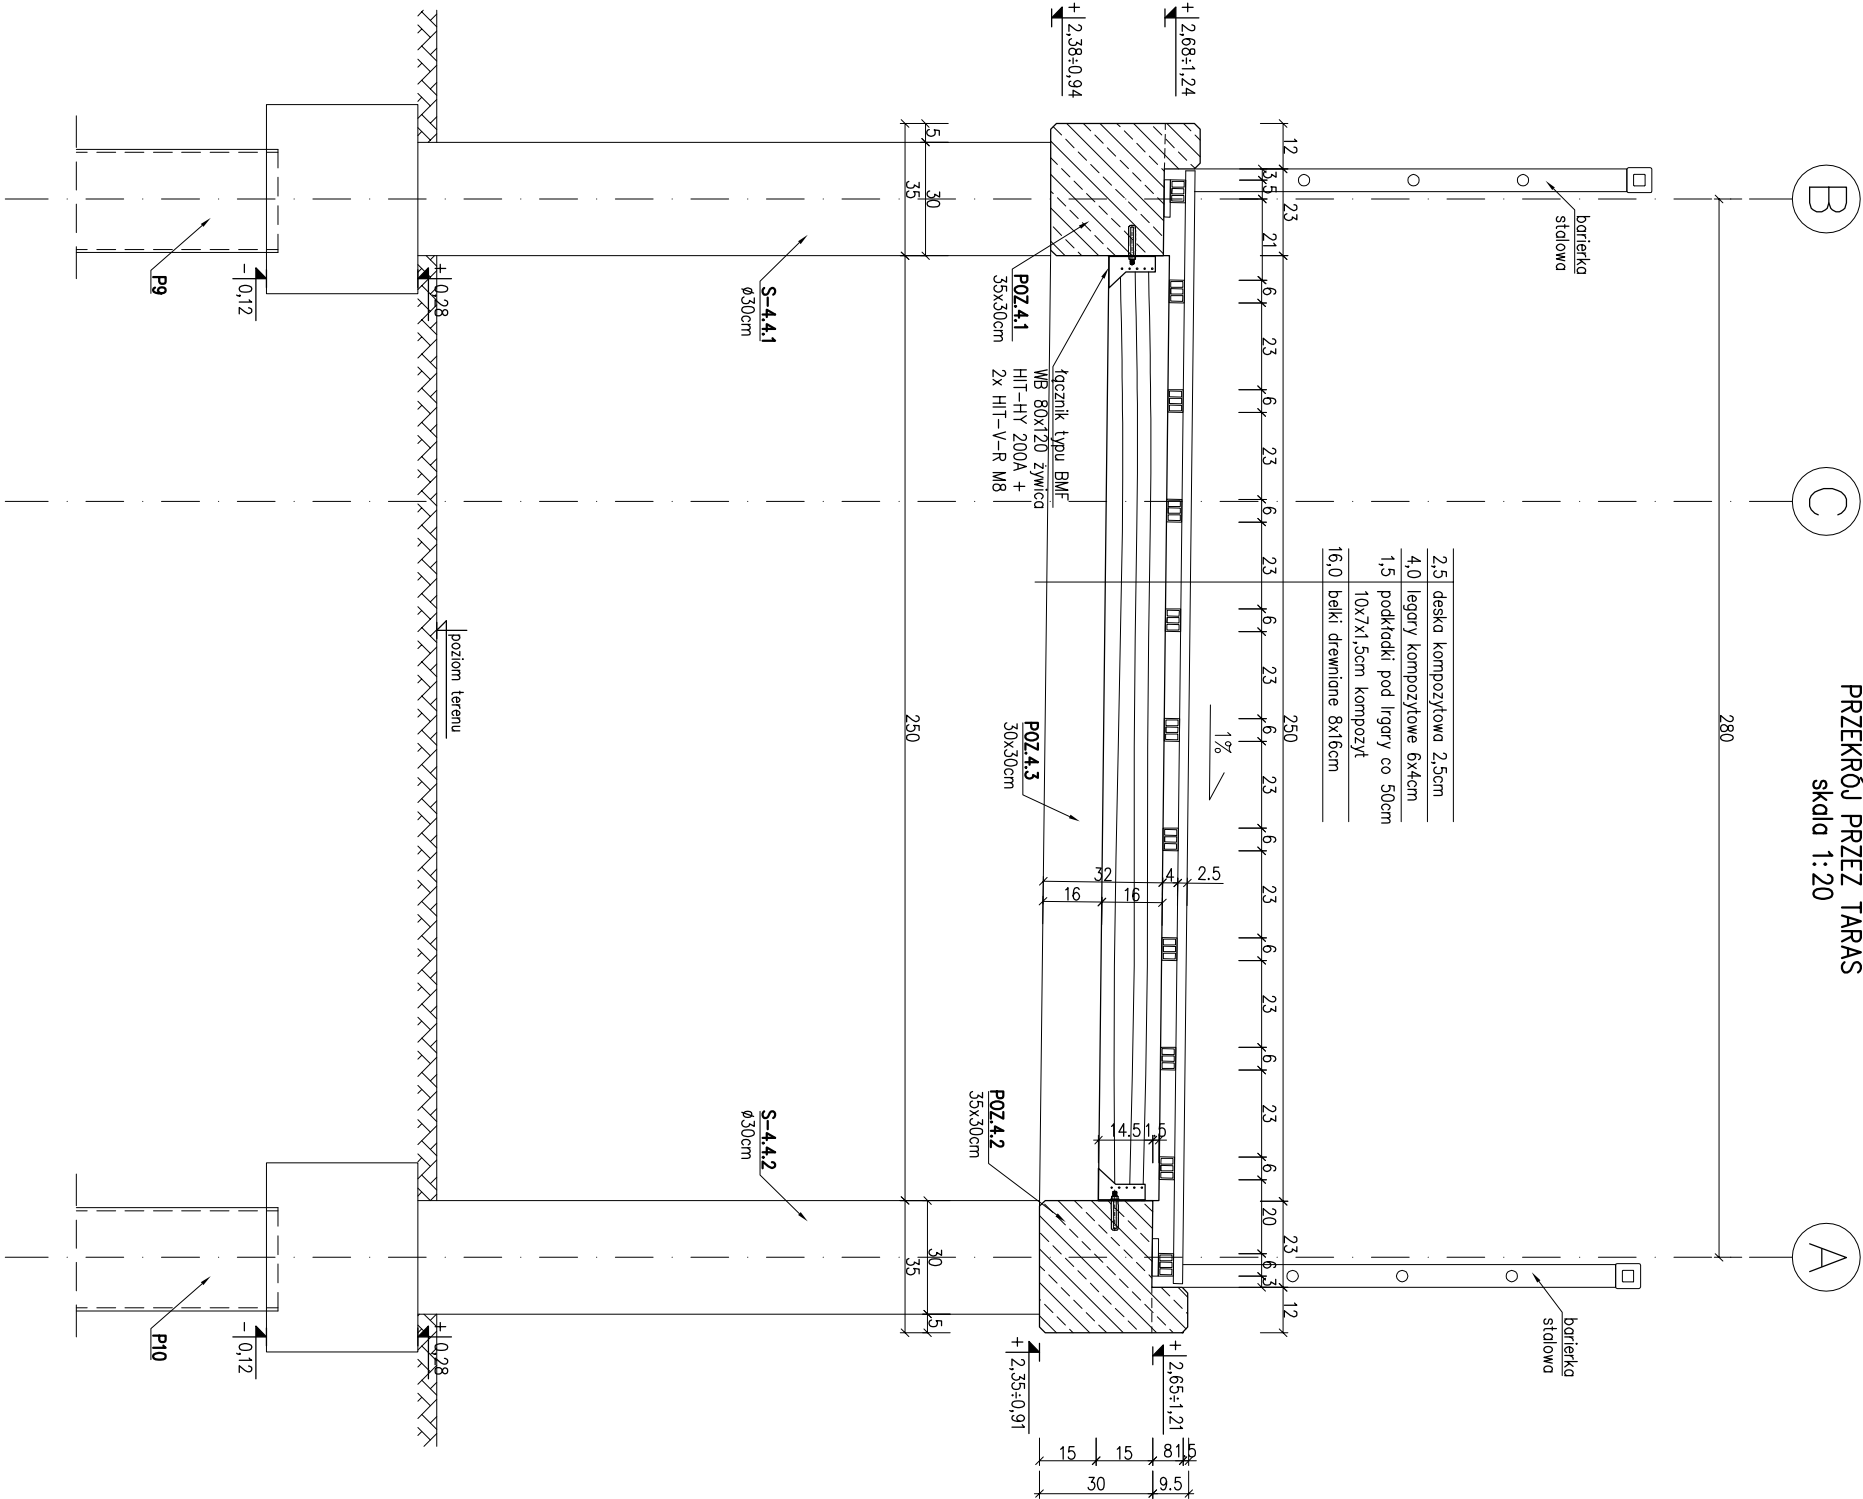 PRZEKRÓJ PRZEZ TARAS
skala 1:20
B
C
A
280
barierka
stalowa
barierka
stalowa
2,5 deska kompozytowa 2,5cm
4,0 legary kompozytowe 6x4cm
1,5 podkładki pod lrgary co 50cm
10x7x1,5cm kompozyt
16,0 belki drewniane 8x16cm
12 23 250 23 12
3,5 21 6 23 6 23 6 23 6 23 6 23 6 23 6 23 6 23 6 20 6 3
1%
+ 2,68÷1,24
+ 2,38÷0,94
+ 2,65÷1,21
+ 2,35÷0,91
2.5
4
32
16 16
14.5 1,5
15 15 8 1,5
30 9.5
łącznik typu BMF
WB 80x120 żywica
HIT-HY 200A +
2x HIT-V-R M8
POZ.4.1
35x30cm
POZ.4.3
30x30cm
POZ.4.2
35x30cm
5 30 30 5
35 250 35
S-4.4.1
ø30cm
S-4.4.2
ø30cm
poziom terenu
+ 0,28
+ 0,28
- 0,12
- 0,12
P9
P10